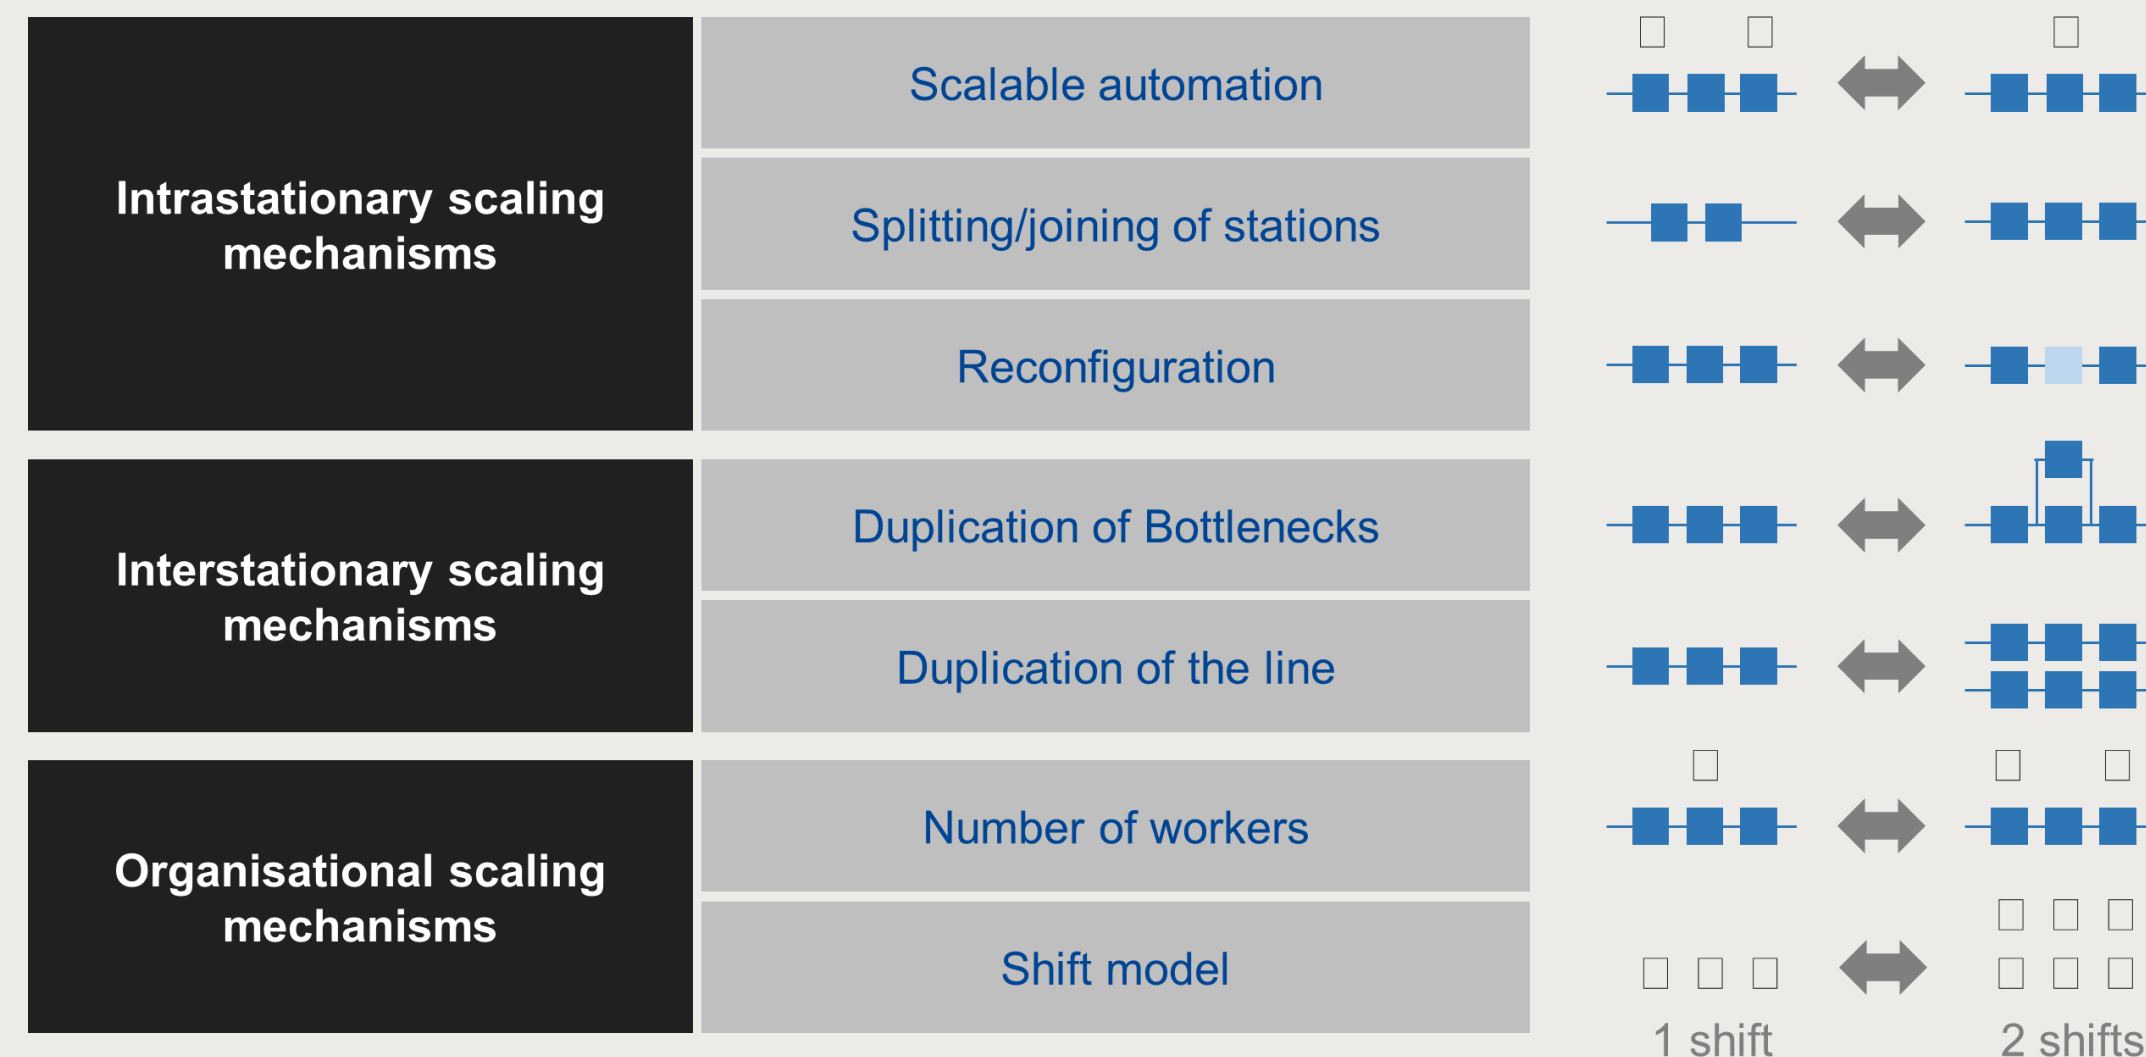 Intrastationary scaling
mechanisms
Scalable automation
Splitting/joining of stations
Reconfiguration
Interstationary scaling
mechanisms
Duplication of Bottlenecks
Duplication of the line
Organisational scaling
mechanisms
Number of workers
Shift model
1 shift
2 shifts